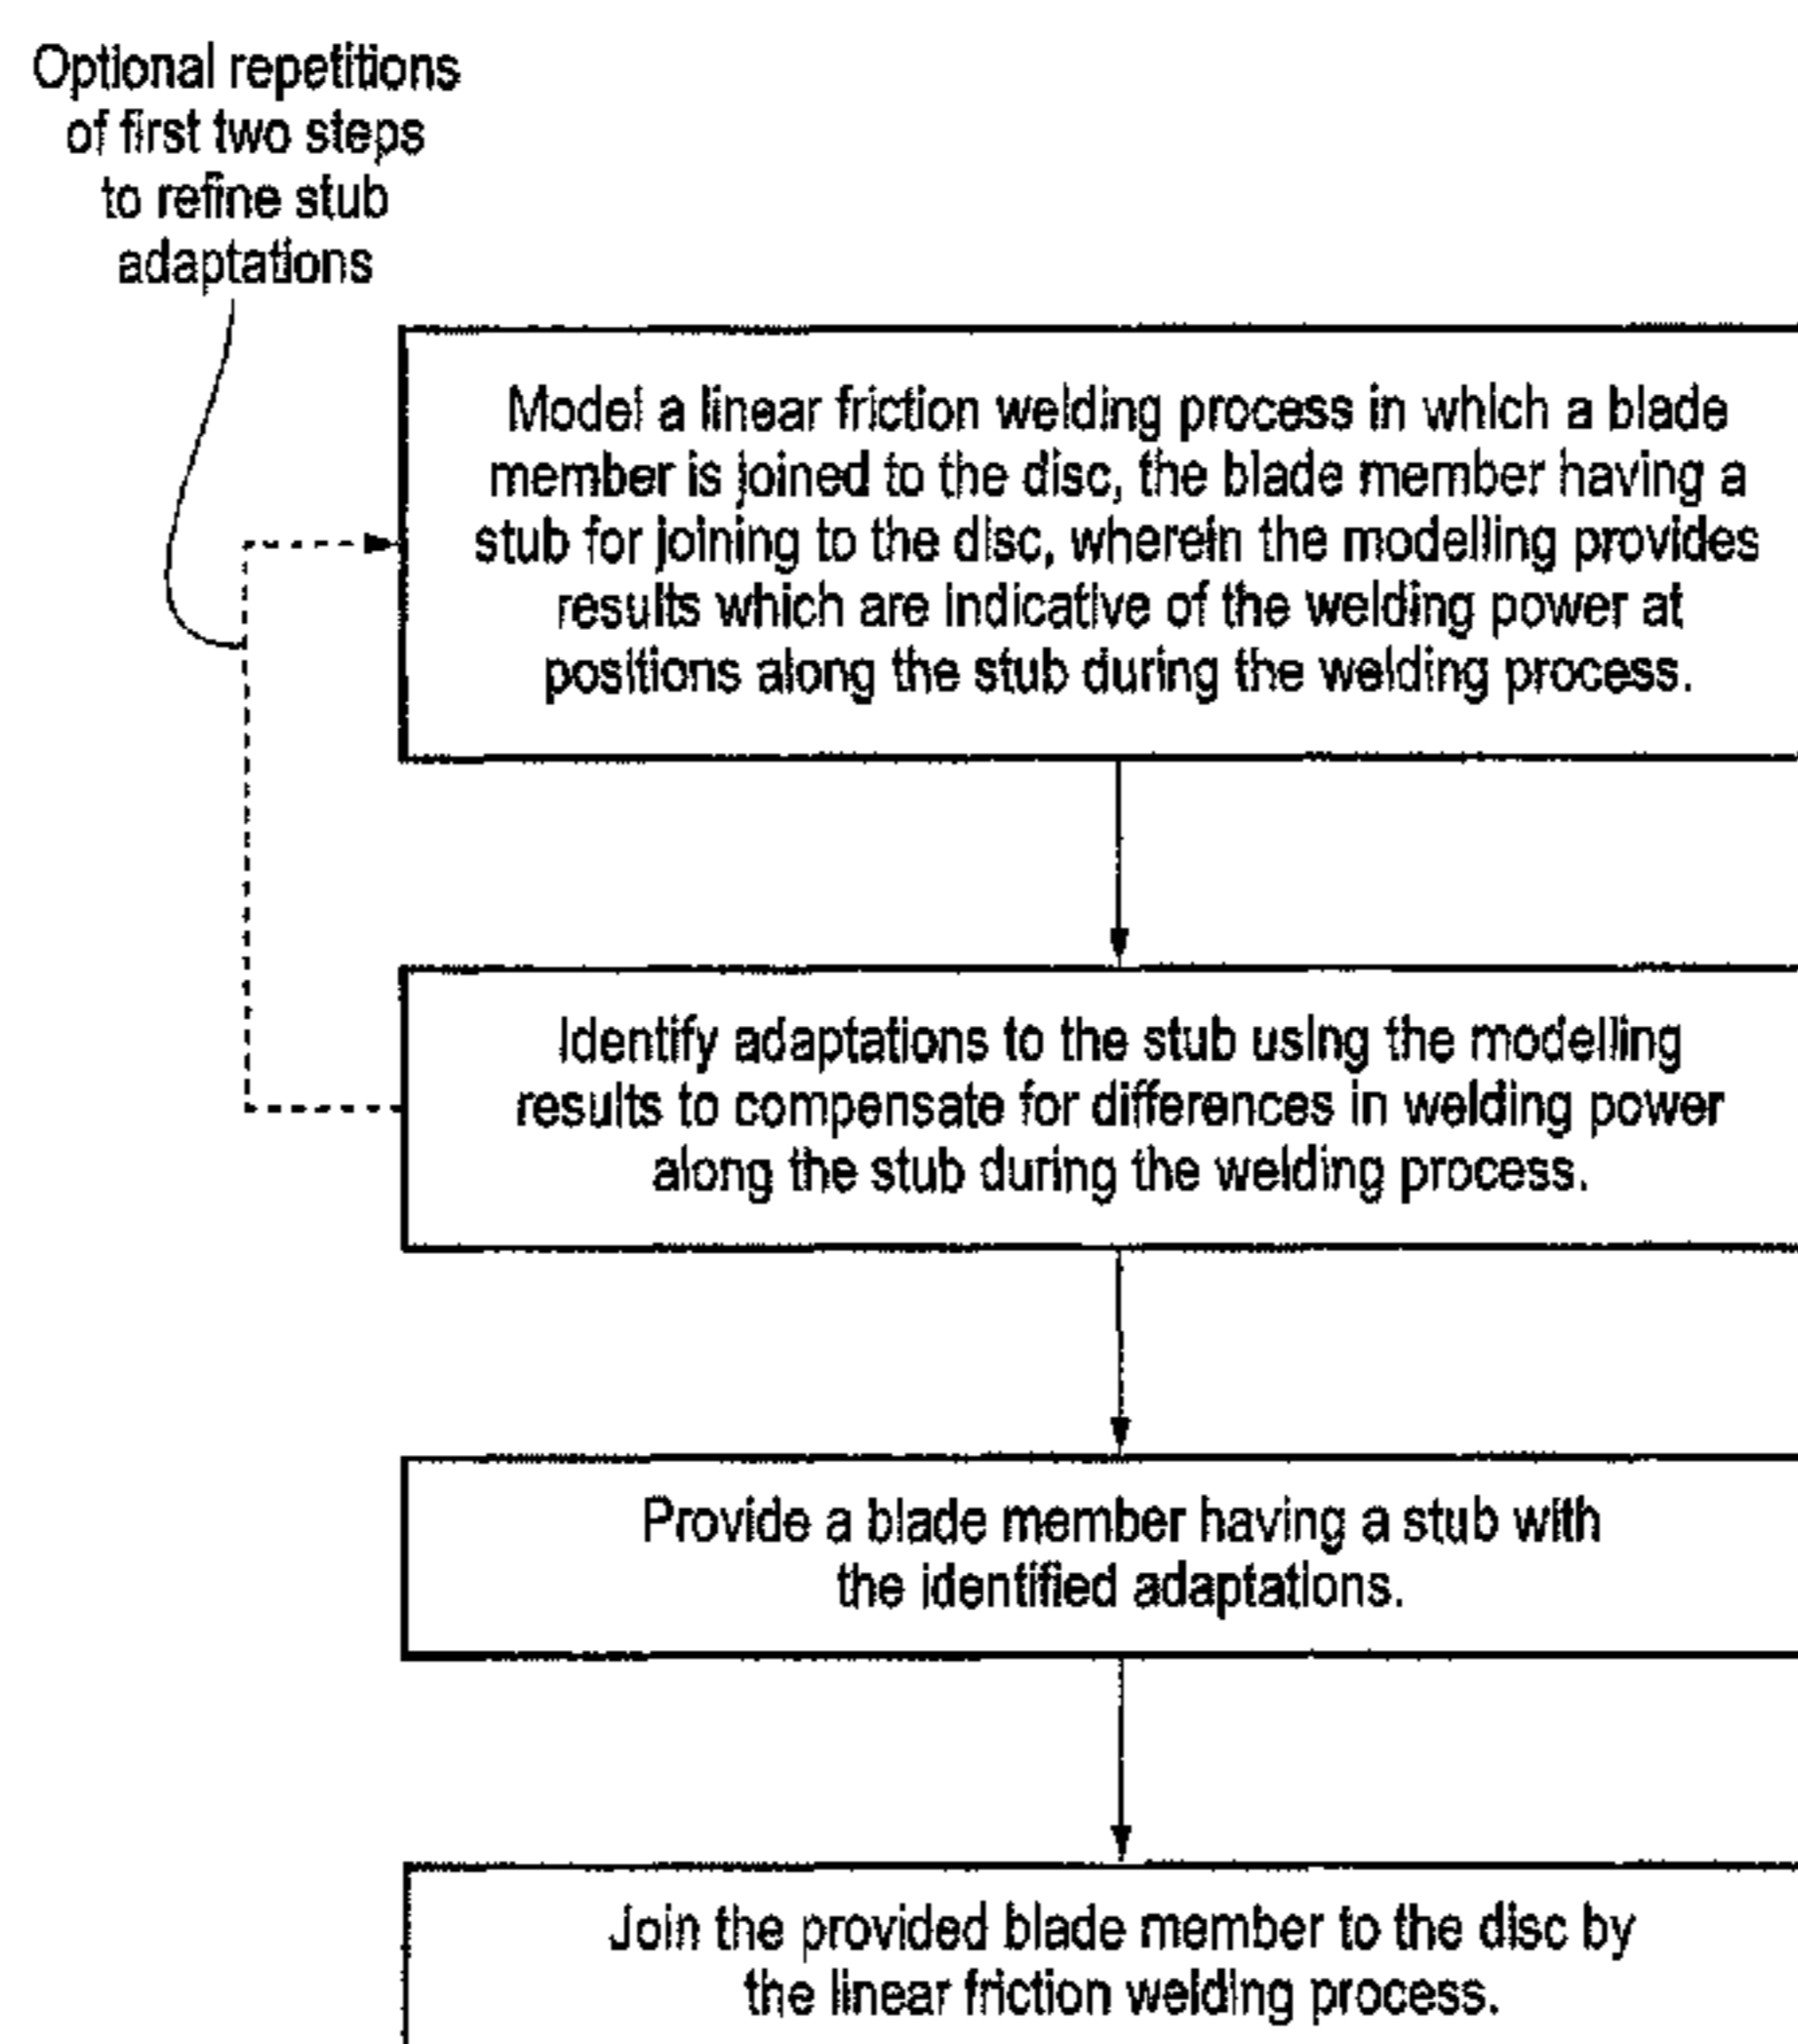 Optional repetitions
of first two steps
to refine stub
adaptations
Model a linear friction welding process in which a blade
member is joined to the disc, the blade member having a
stub for joining to the disc, wherein the modelling provides
results which are indicative of the welding power at
positions along the stub during the welding process.
Identify adaptations to the stub using the modelling
results to compensate for differences in welding power
along the stub during the welding process.
Provide a blade member having a stub with
the identified adaptations.
Join the provided blade member to the disc by
the linear friction welding process.